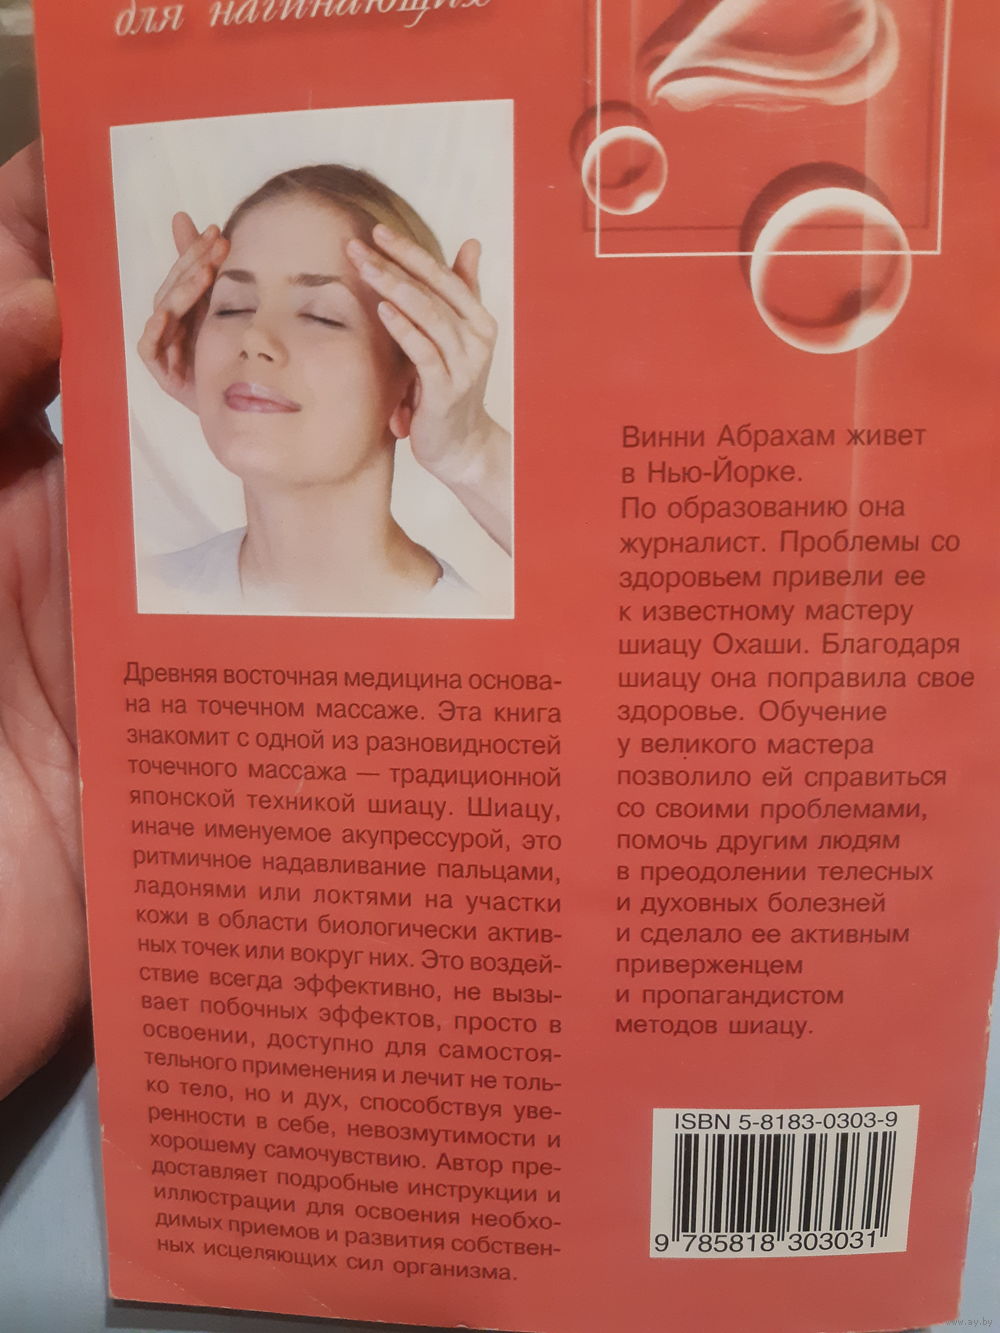 для начинающих
Древняя восточная медицина основа-
на на точечном массаже. Эта книга
знакомит с одной из разновидностей
точечного массажа — традиционной
японской техникой шиацу. Шиацу,
иначе именуемое акупрессурой, это
ритмичное надавливание пальцами,
ладонями или локтями на участки
кожи в области биологически актив-
ных точек или вокруг них. Это воздей-
ствие всегда эффективно, не вызы-
вает побочных эффектов, просто в
освоении, доступно для самостоя-
тельного применения и лечит не толь-
ко тело, но и дух, способствуя уве-
ренности в себе, невозмутимости и
хорошему самочувствию. Автор пре-
доставляет подробные инструкции и
иллюстрации для освоения необхо-
димых приемов и развития собствен-
ных исцеляющих сил организма.
Винни Абрахам живет
в Нью-Йорке.
По образованию она
журналист. Проблемы со
здоровьем привели ее
к известному мастеру
шиацу Охаши. Благодаря
шиацу она поправила свое
здоровье. Обучение
у великого мастера
позволило ей справиться
со своими проблемами,
помочь другим людям
в преодолении телесных
и духовных болезней
и сделало ее активным
приверженцем
и пропагандистом
методов шиацу.
ISBN 5-8183-0303-9
9 785818 303031
www.ay.by